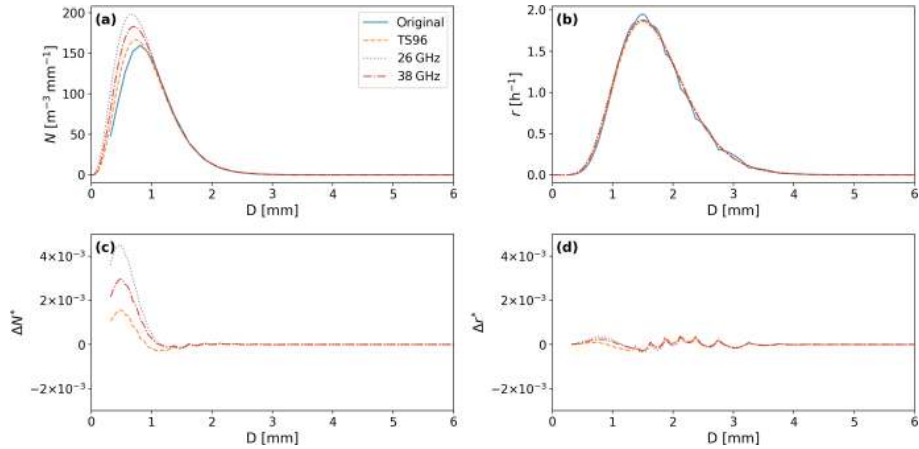 (a)
Original
TS96
26 GHz
38 GHz
200
150
100
50
0
N [m⁻³ mm⁻¹]
0 1 2 3 4 5 6
D [mm]
(b)
2.0
1.5
1.0
0.5
0.0
r [h⁻¹]
0 1 2 3 4 5 6
D [mm]
(c)
4×10⁻³
2×10⁻³
0
−2×10⁻³
ΔN*
0 1 2 3 4 5 6
D [mm]
(d)
4×10⁻³
2×10⁻³
0
−2×10⁻³
Δr*
0 1 2 3 4 5 6
D [mm]